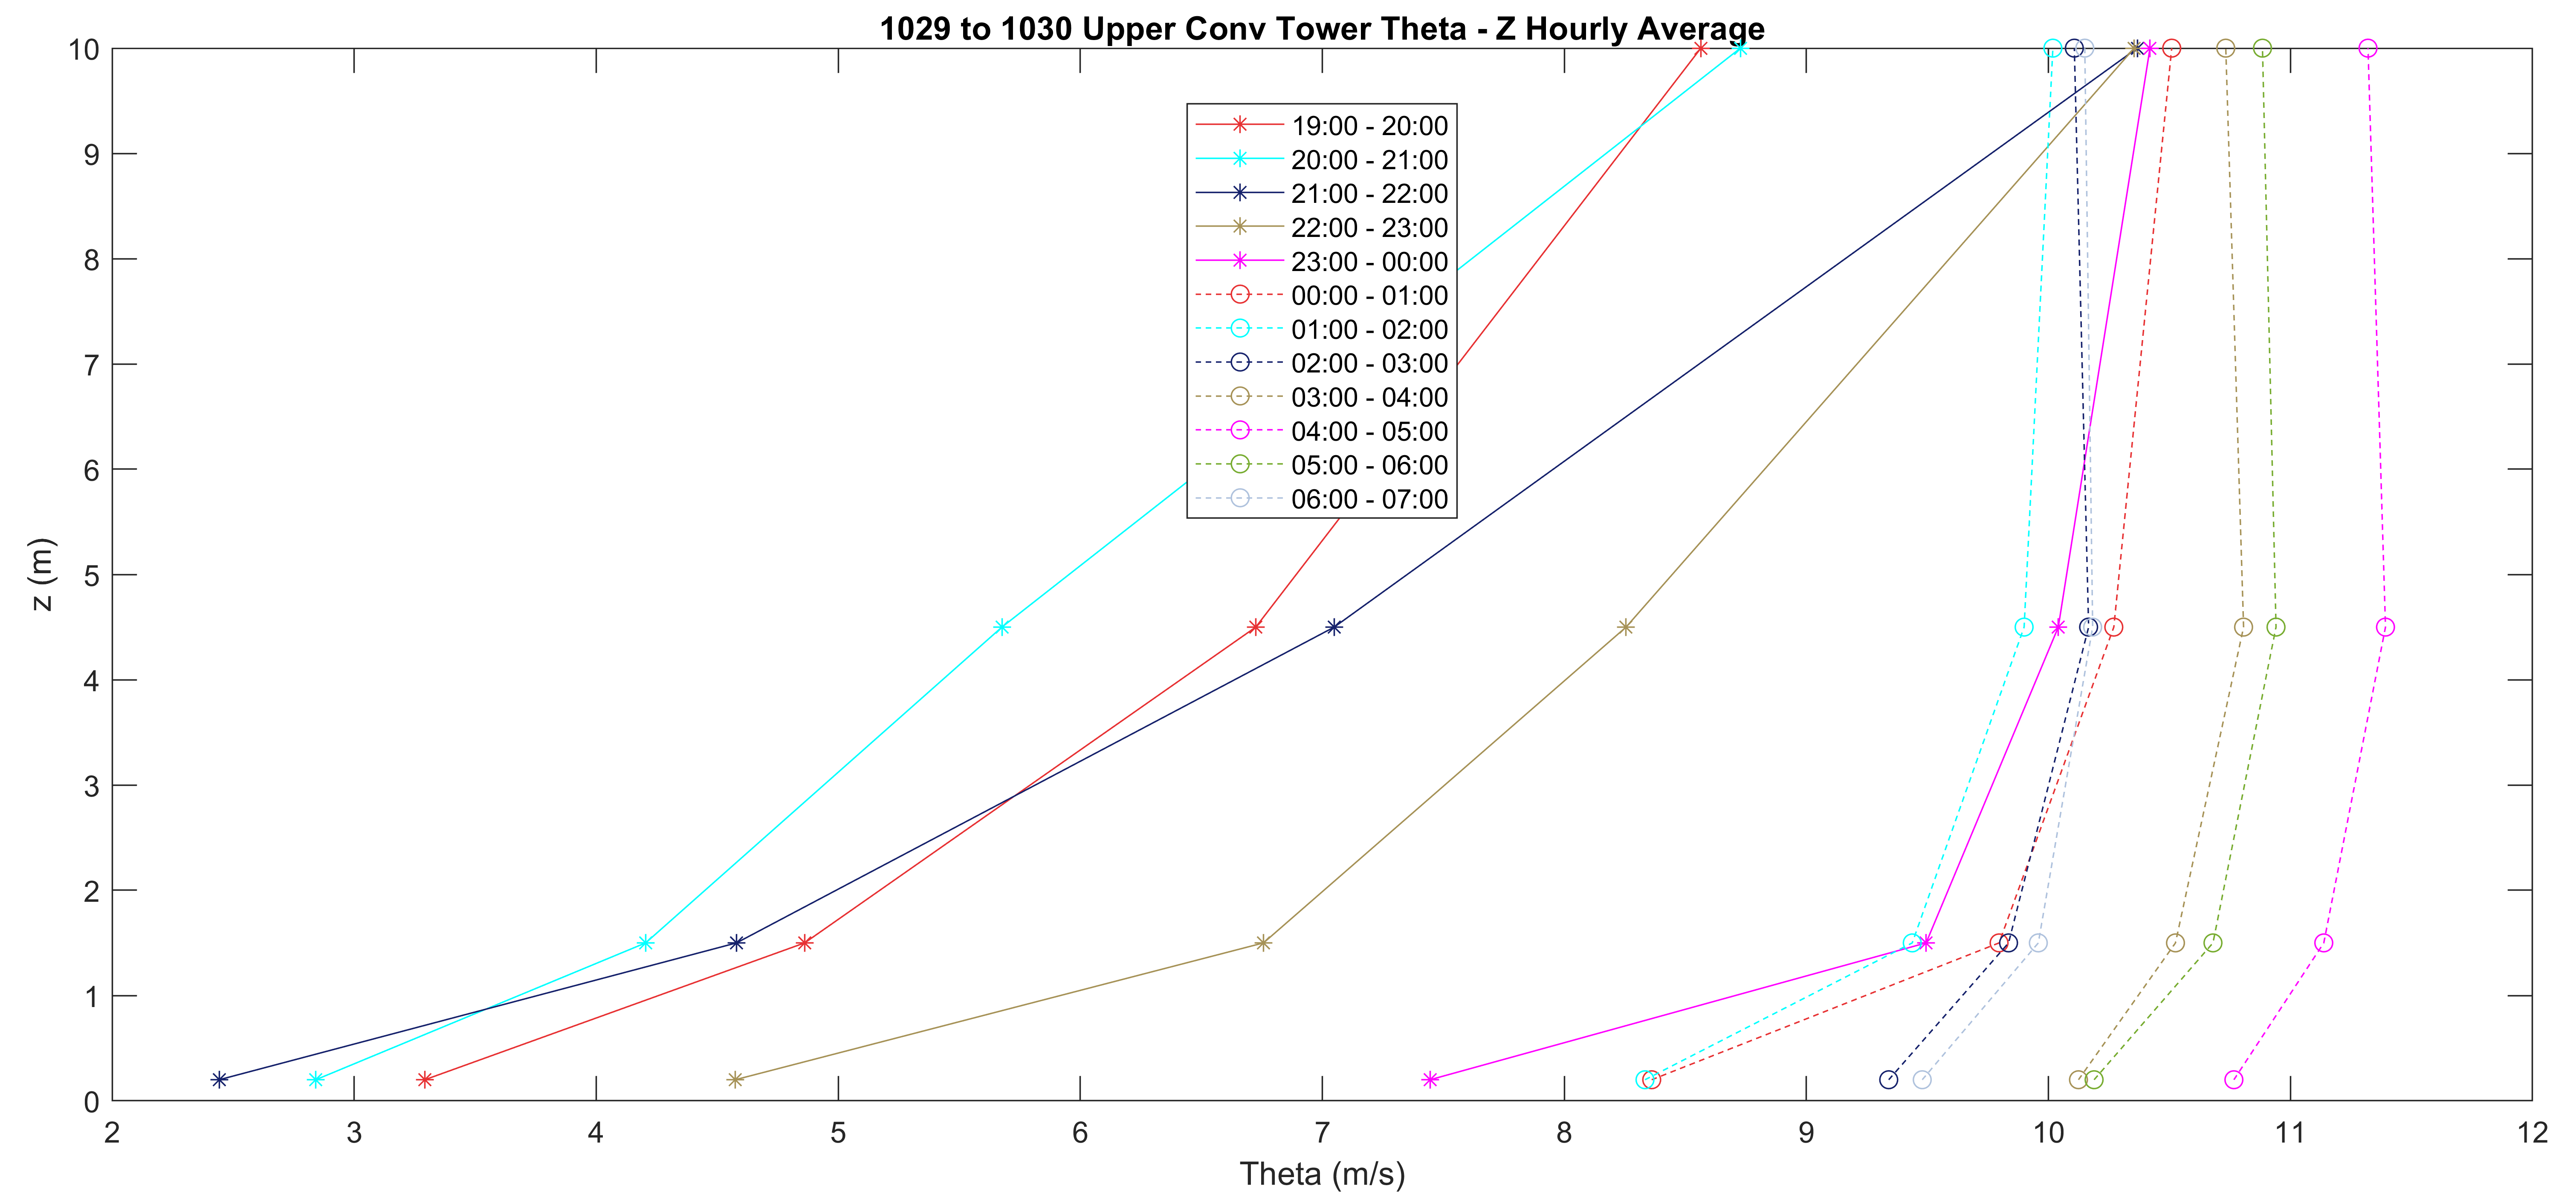 1029 to 1030 Upper Conv Tower Theta - Z Hourly Average
10
9
8
7
6
5
4
3
2
1
0
z (m)
19:00 - 20:00
20:00 - 21:00
21:00 - 22:00
22:00 - 23:00
23:00 - 00:00
00:00 - 01:00
01:00 - 02:00
02:00 - 03:00
03:00 - 04:00
04:00 - 05:00
05:00 - 06:00
06:00 - 07:00
2 3 4 5 6 7 8 9 10 11 12
Theta (m/s)